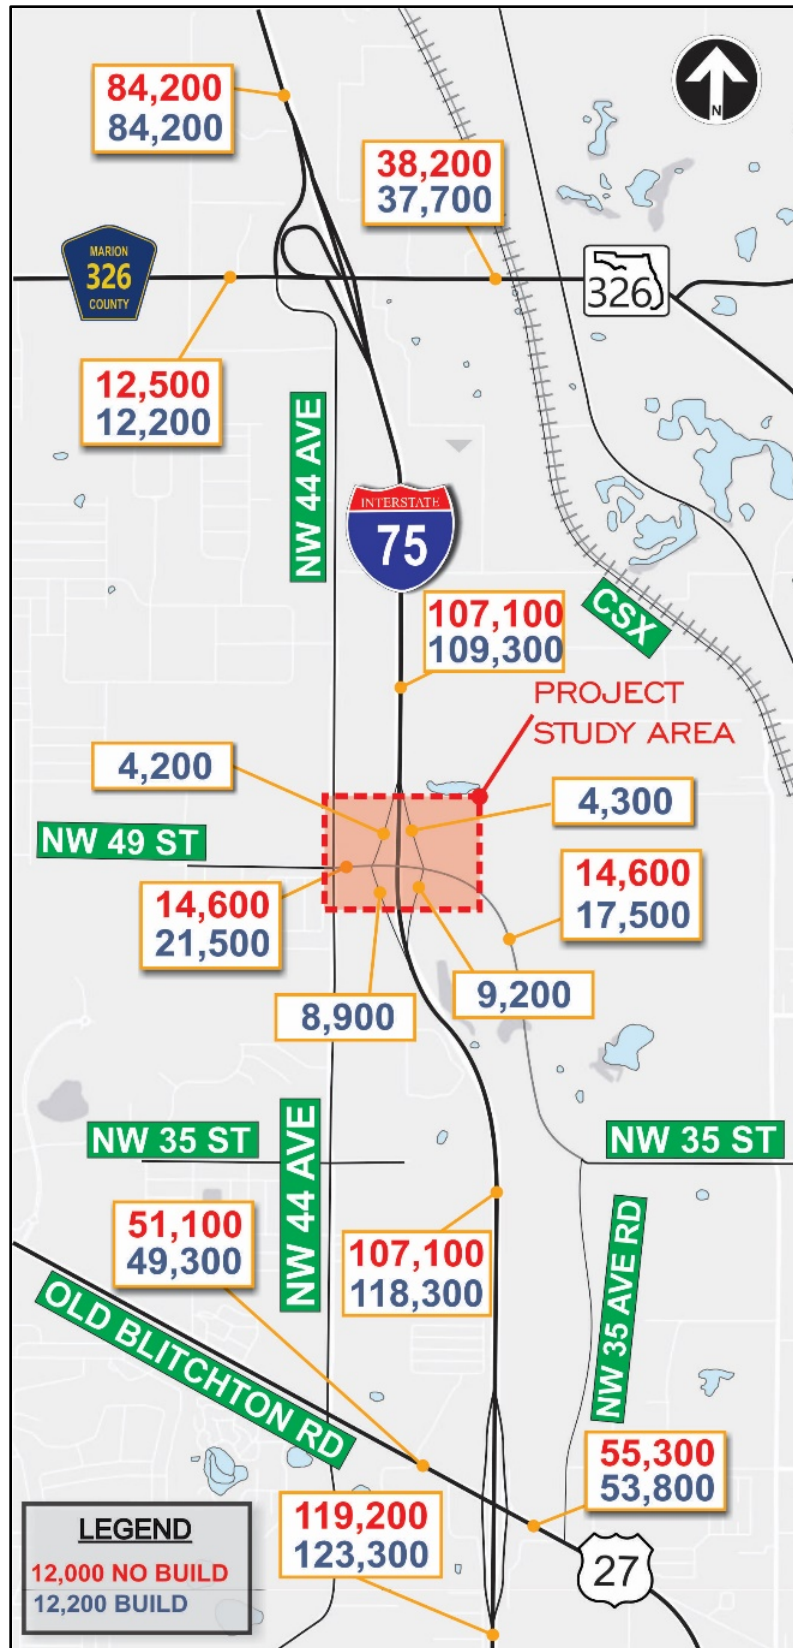 N
84,200
84,200
38,200
37,700
MARION
326
COUNTY
326
12,500
12,200
NW 44 AVE
INTERSTATE
75
CSX
107,100
109,300
PROJECT
STUDY AREA
4,200
4,300
NW 49 ST
14,600
21,500
14,600
17,500
8,900
9,200
NW 35 ST
NW 44 AVE
NW 35 ST
51,100
49,300
107,100
118,300
NW 35 AVE RD
OLD BLITCHTON RD
55,300
53,800
119,200
123,300
27
LEGEND
12,000 NO BUILD
12,200 BUILD